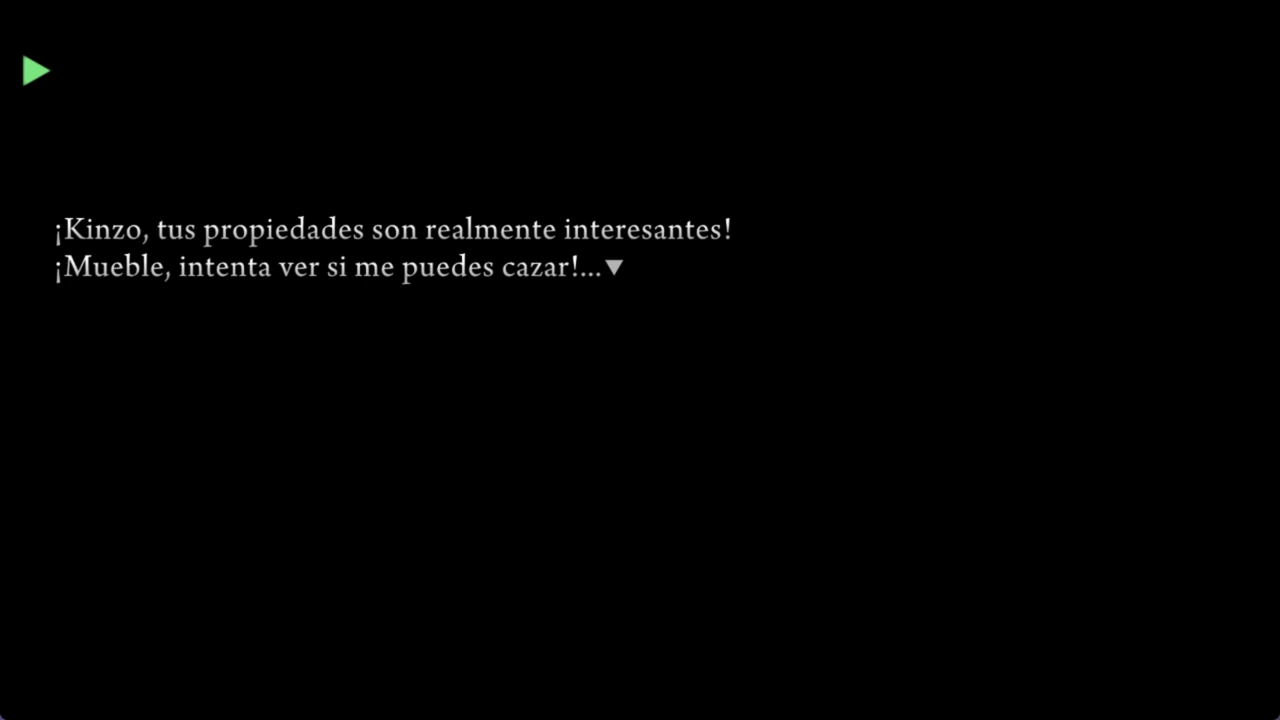 ¡Kinzo, tus propiedades son realmente interesantes!
¡Mueble, intenta ver si me puedes cazar!...